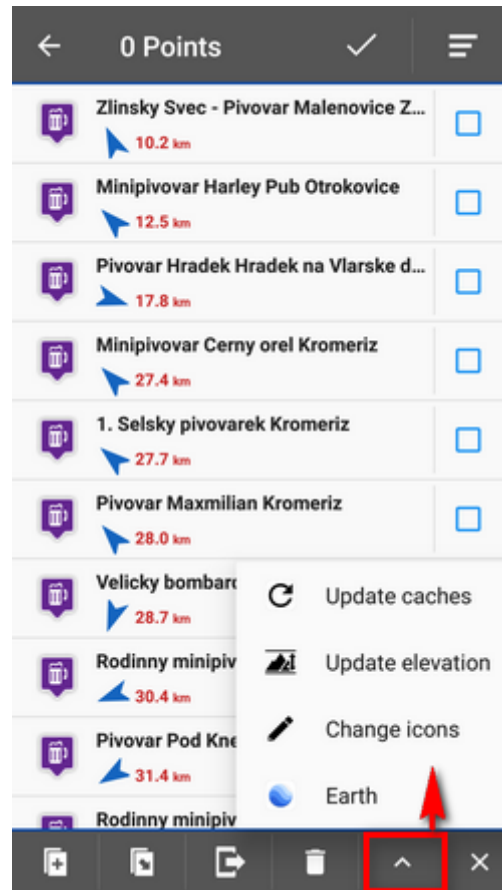 0 Points
Zlinsky Svec - Pivovar Malenovice Z...
10.2 km
Minipivovar Harley Pub Otrokovice
12.5 km
Pivovar Hradek Hradek na Vlarske d...
17.8 km
Minipivovar Cerny orel Kromeriz
27.4 km
1. Selsky pivovarek Kromeriz
27.7 km
Pivovar Maxmilian Kromeriz
28.0 km
Velicky bombard
28.7 km
Rodinny minipiv
30.4 km
Pivovar Pod Kne
31.4 km
Rodinny minipiv
Update caches
Update elevation
Change icons
Earth